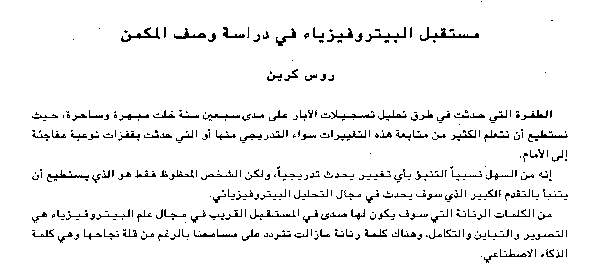 مستقبل البيتروفيزياء في دراسة وصف المكمن
روس كرين
الطفرة التي حدثت في طرق تحليل تسجيلات الآبار على مدى سبعين سنة خلت مبهرة وساحرة، حيث
نستطيع أن نتعلم الكثير من متابعة هذه التغييرات سواء التدريجي منها أو التي حدثت بقفزات نوعية مفاجئة
إلى الأمام.
إنه من السهل نسبياً التنبؤ بأي تغيير يحدث تدريجياً، ولكن الشخص المحظوظ فقط هو الذي يستطيع أن
يتنبأ بالتقدم الكبير الذي سوف يحدث في مجال التحليل البيتروفيزيائي.
من الكلمات الرنانة التي سوف يكون لها صدى في المستقبل القريب في مجال علم البيتروفيزياء هي
التصوير والتباين والتكامل، وهناك كلمة رنانة مازالت تتردد على مسامعنا بالرغم من قلة نجاحها وهي كلمة
الذكاء الاصطناعي.